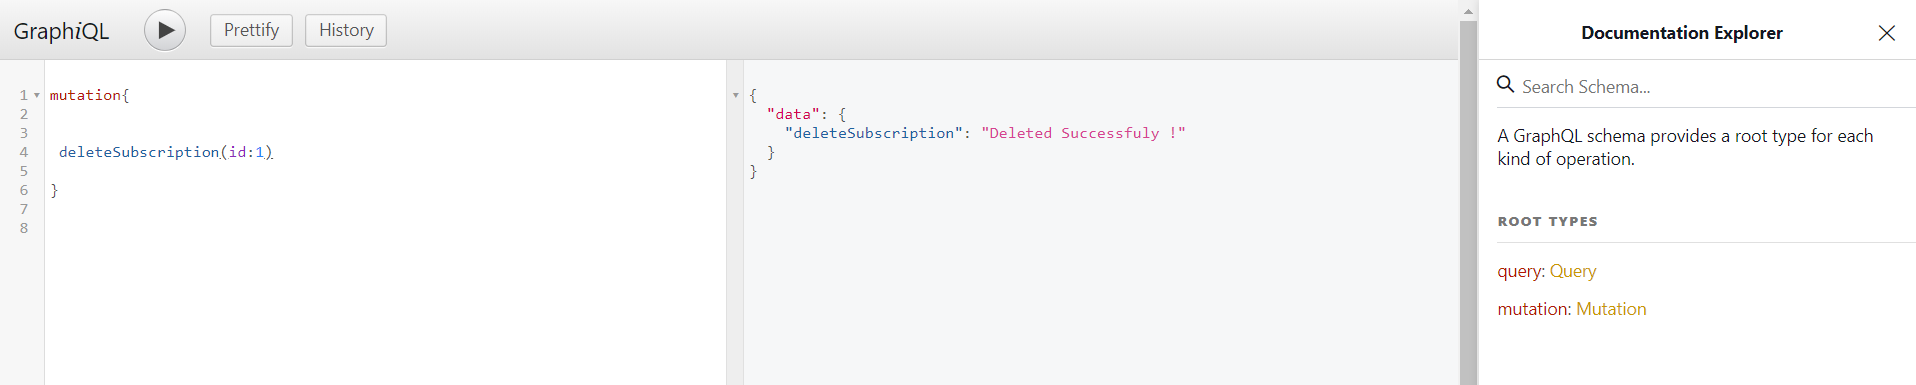 GraphiQL
Prettify
History
1 mutation{
2
3
4 deleteSubscription(id:1)
5
6 }
7
8
{
"data": {
"deleteSubscription": "Deleted Successfuly !"
}
}
Documentation Explorer
Search Schema...
A GraphQL schema provides a root type for each
kind of operation.
ROOT TYPES
query: Query
mutation: Mutation